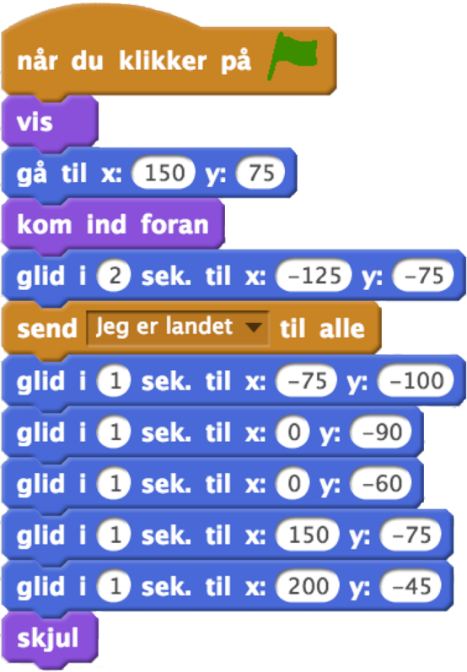 når du klikker på
vis
gå til x: 150 y: 75
kom ind foran
glid i 2 sek. til x: -125 y: -75
send Jeg er landet til alle
glid i 1 sek. til x: -75 y: -100
glid i 1 sek. til x: 0 y: -90
glid i 1 sek. til x: 0 y: -60
glid i 1 sek. til x: 150 y: -75
glid i 1 sek. til x: 200 y: -45
skjul